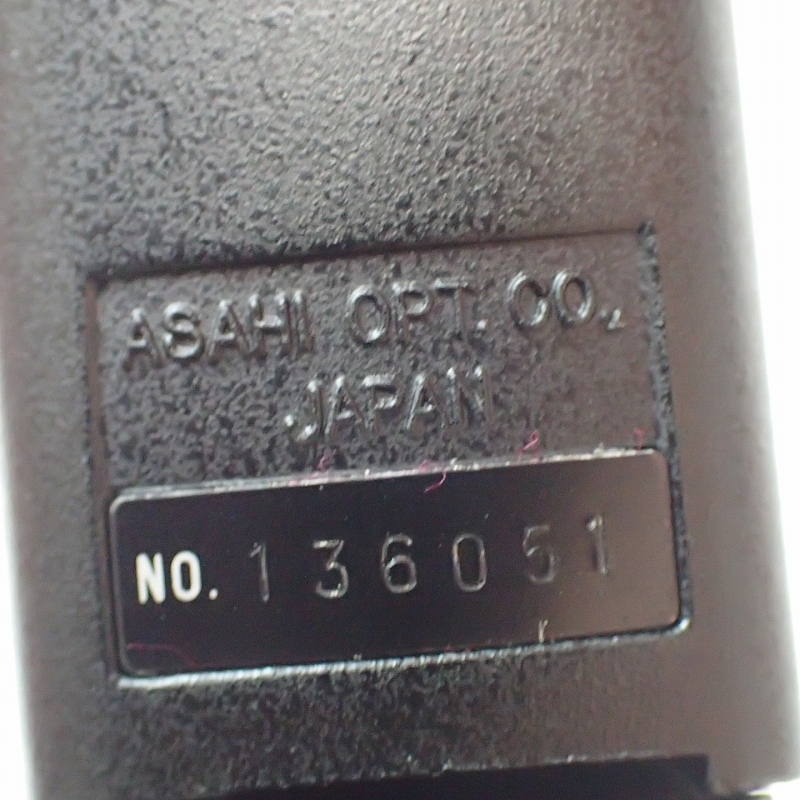 ASAHI OPT. CO.,
JAPAN
NO. 136051